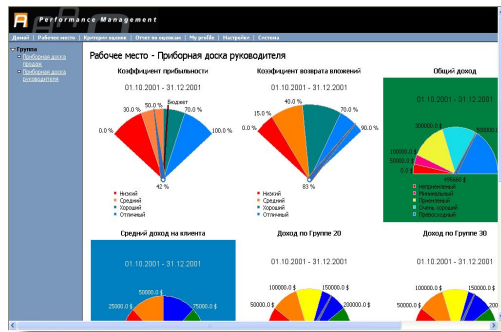 Performance Management
Домой | Рабочее место | Критерии оценок | Отчет по оценкам | My profile | Настройки | Система
Группа
Приборная доска продаж
Приборная доска руководителя
Рабочее место - Приборная доска руководителя
Коэффициент прибыльности
01.10.2001 - 31.12.2001
Бюджет
0.0 %
30.0 %
50.0 %
70.0 %
100.0 %
42 %
Низкий
Средний
Хороший
Отличный
Коэффициент возврата вложений
01.10.2001 - 31.12.2001
0.0 %
15.0 %
40.0 %
70.0 %
90.0 %
83 %
Низкий
Средний
Хороший
Отличный
Общий доход
01.10.2001 - 31.12.2001
0.0 $
50000.0 $
100000.0 $
300000.0 $
495660 $
Неприемлемый
Минимальный
Приемлемый
Очень хороший
Превосходный
Средний доход на клиента
01.10.2001 - 31.12.2001
25000.0 $
50000.0 $
75000.0 $
Доход по Группе 20
01.10.2001 - 31.12.2001
50000.0 $
100000.0 $
150000.0 $
200000.0 $
Доход по Группе 30
01.10.2001 - 31.12.2001
50000.0 $
100000.0 $
150000.0 $